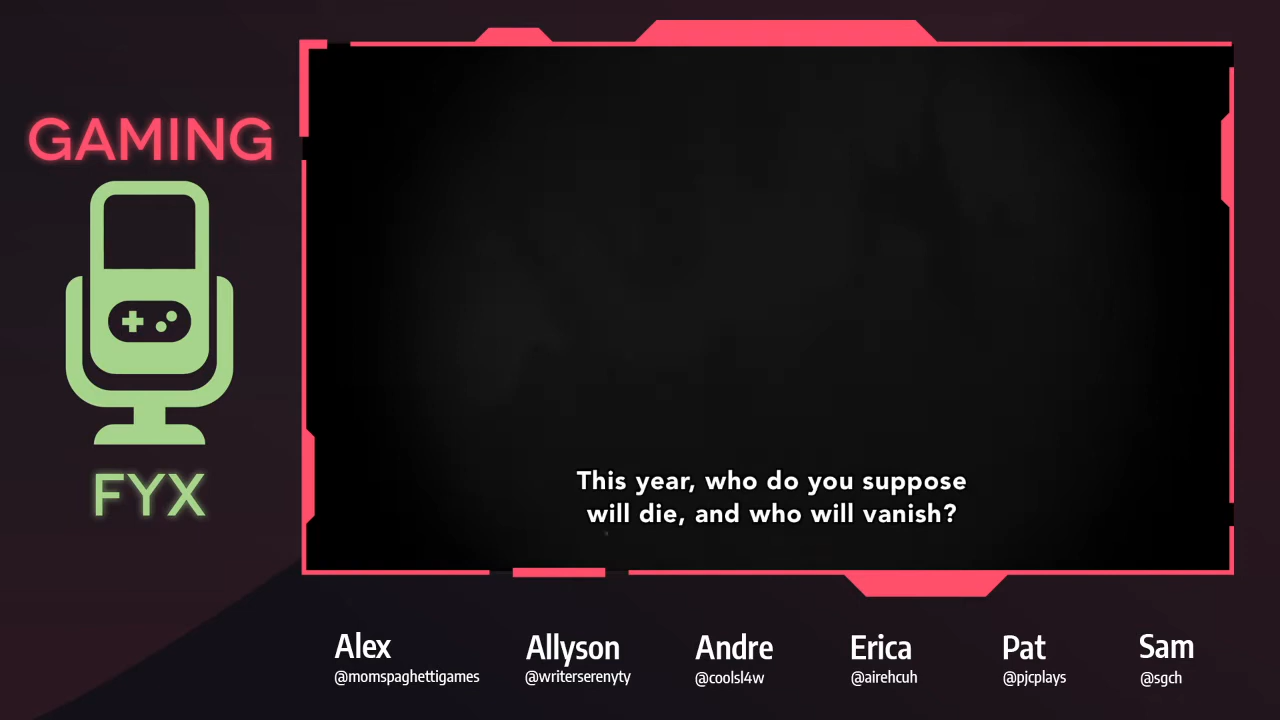 GAMING
FYX
This year, who do you suppose
will die, and who will vanish?
Alex
@momspaghettigames
Allyson
@writerserenyty
Andre
@coolsl4w
Erica
@airehcuh
Pat
@pjcplays
Sam
@sgch